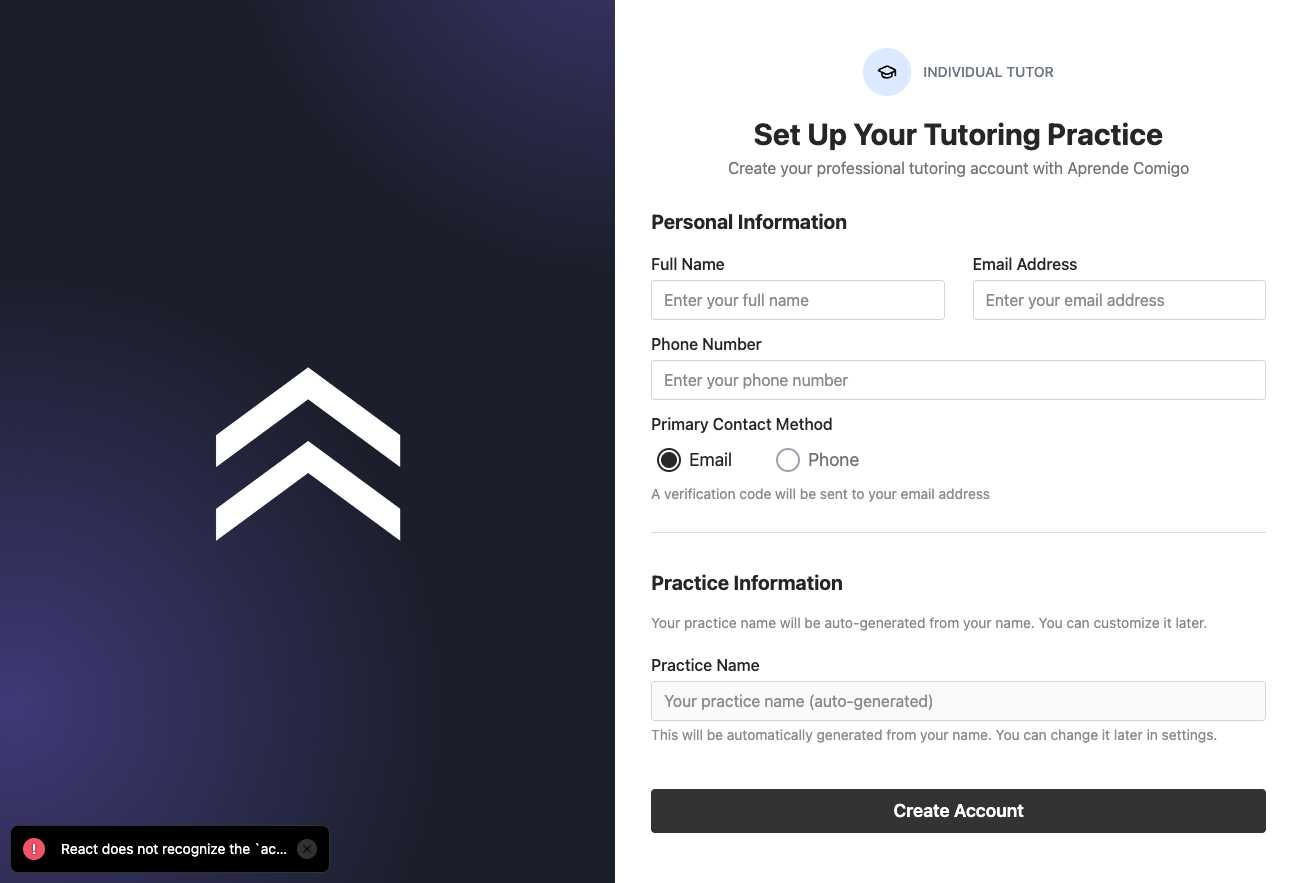 INDIVIDUAL TUTOR
Set Up Your Tutoring Practice
Create your professional tutoring account with Aprende Comigo
Personal Information
Full Name
Email Address
Enter your full name
Enter your email address
Phone Number
Enter your phone number
Primary Contact Method
Email
Phone
A verification code will be sent to your email address
Practice Information
Your practice name will be auto-generated from your name. You can customize it later.
Practice Name
Your practice name (auto-generated)
This will be automatically generated from your name. You can change it later in settings.
Create Account
! React does not recognize the `ac...